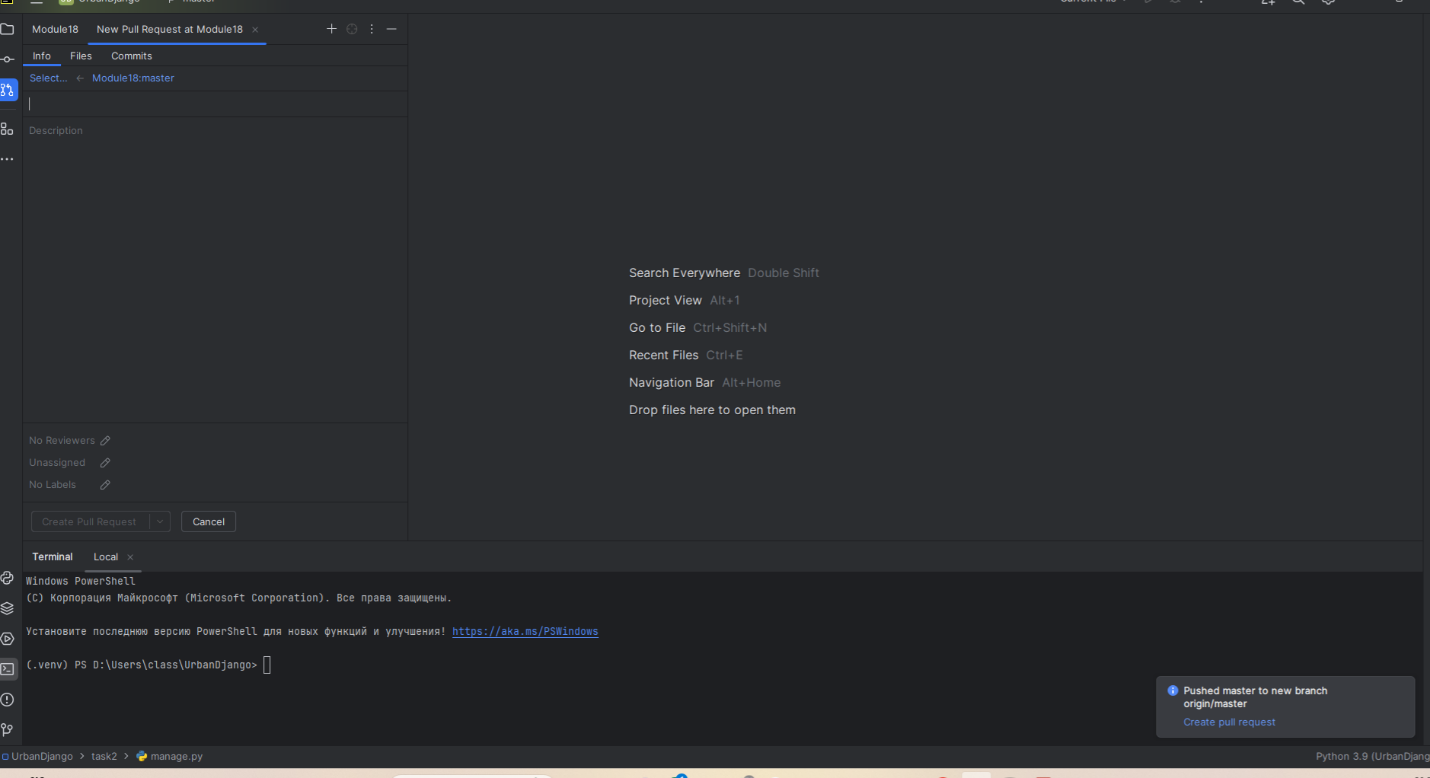 Module18 New Pull Request at Module18
Info Files Commits
Select... ← Module18:master
Description
Search Everywhere Double Shift
Project View Alt+1
Go to File Ctrl+Shift+N
Recent Files Ctrl+E
Navigation Bar Alt+Home
Drop files here to open them
No Reviewers
Unassigned
No Labels
Create Pull Request Cancel
Terminal Local
Windows PowerShell
(C) Корпорация Майкрософт (Microsoft Corporation). Все права защищены.
Установите последнюю версию PowerShell для новых функций и улучшения! https://aka.ms/PSWindows
(.venv) PS D:\Users\class\UrbanDjango>
Pushed master to new branch
origin/master
Create pull request
UrbanDjango > task2 > manage.py
Python 3.9 (UrbanDjang